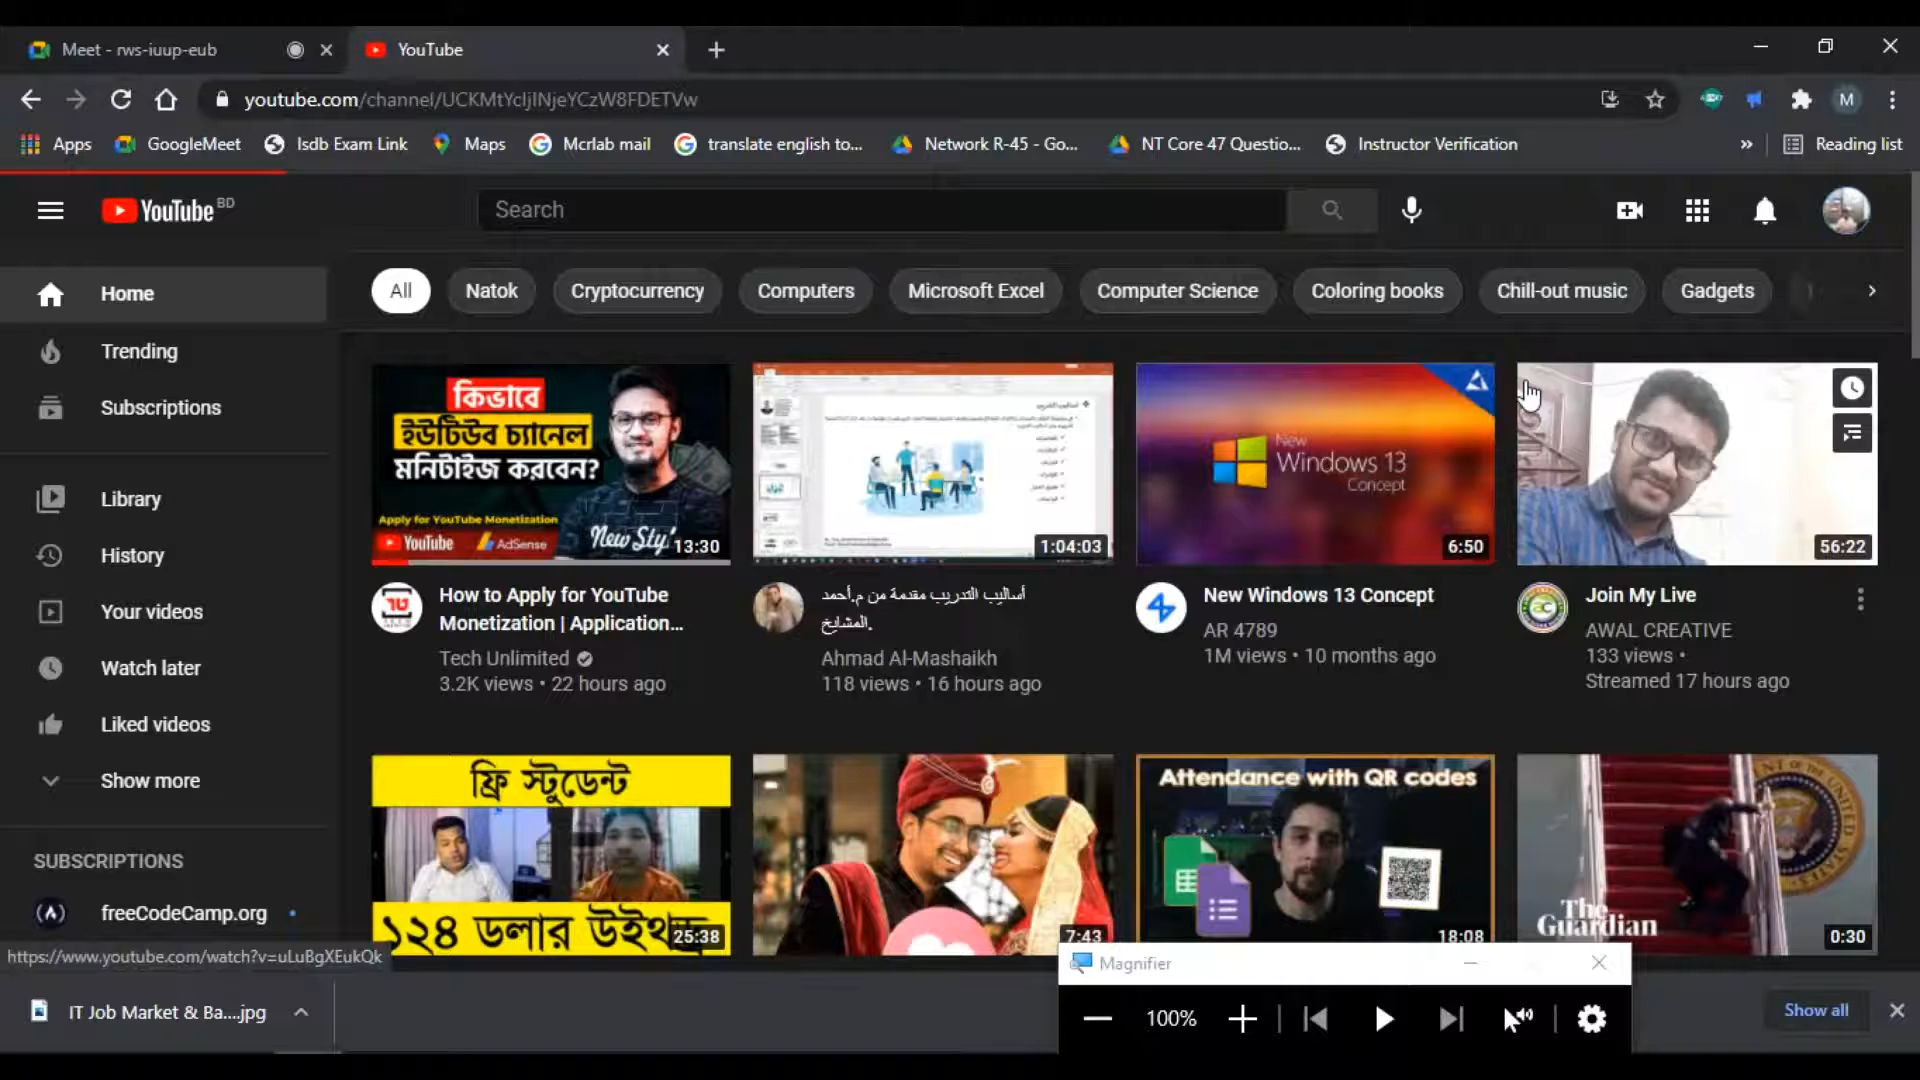 Meet - rws-iuup-eub
YouTube
youtube.com/channel/UCKMtYcIjINjeYCzW8FDETVw
Apps
GoogleMeet
Isdb Exam Link
Maps
Mcrlab mail
translate english to...
Network R-45 - Go...
NT Core 47 Questio...
Instructor Verification
»
Reading list
YouTube BD
Search
M
Home
Trending
Subscriptions
Library
History
Your videos
Watch later
Liked videos
Show more
SUBSCRIPTIONS
freeCodeCamp.org
All
Natok
Cryptocurrency
Computers
Microsoft Excel
Computer Science
Coloring books
Chill-out music
Gadgets
কিভাবে
ইউটিউব চ্যানেল
মনিটাইজ করবেন?
Apply for YouTube Monetization
YouTube
AdSense
13:30
1:04:03
New
Windows 13
Concept
6:50
56:22
How to Apply for YouTube
Monetization | Application...
Tech Unlimited
3.2K views • 22 hours ago
أساليب التدريب مقدمة من م.أحمد
المشايخ.
Ahmad Al-Mashaikh
118 views • 16 hours ago
New Windows 13 Concept
AR 4789
1M views • 10 months ago
Join My Live
AWAL CREATIVE
133 views •
Streamed 17 hours ago
ফ্রি স্টুডেন্ট
১২৪ ডলার
25:38
7:43
Attendance with QR codes
18:08
The
Guardian
0:30
https://www.youtube.com/watch?v=uLuBgXEukQk
Magnifier
100%
IT Job Market & Ba....jpg
Show all